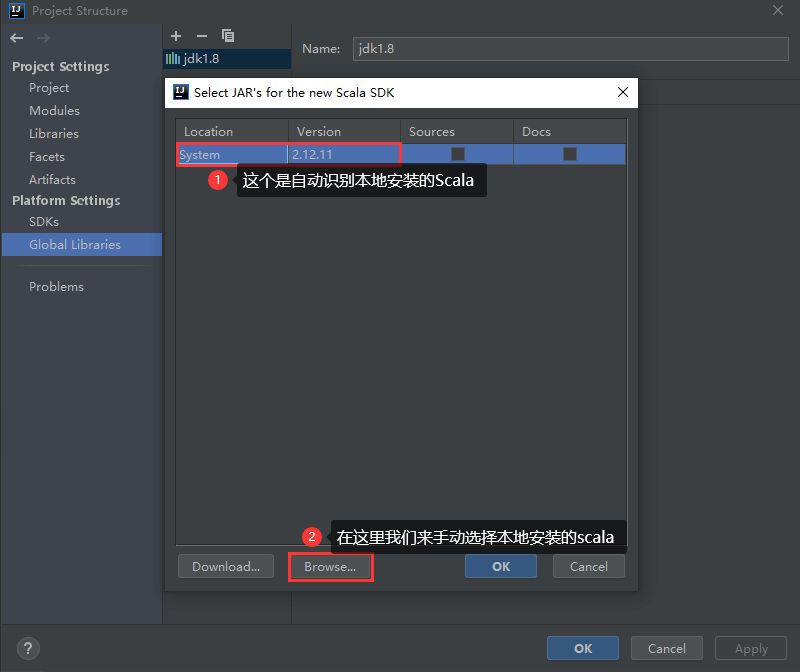 Project Structure
Project Settings
Project
Modules
Libraries
Facets
Artifacts
Platform Settings
SDKs
Global Libraries
Problems
jdk1.8
Name: jdk1.8
Select JAR's for the new Scala SDK
Location Version Sources Docs
System 2.12.11
1 这个是自动识别本地安装的Scala
2 在这里我们来手动选择本地安装的scala
Download... Browse... OK Cancel
? OK Cancel Apply